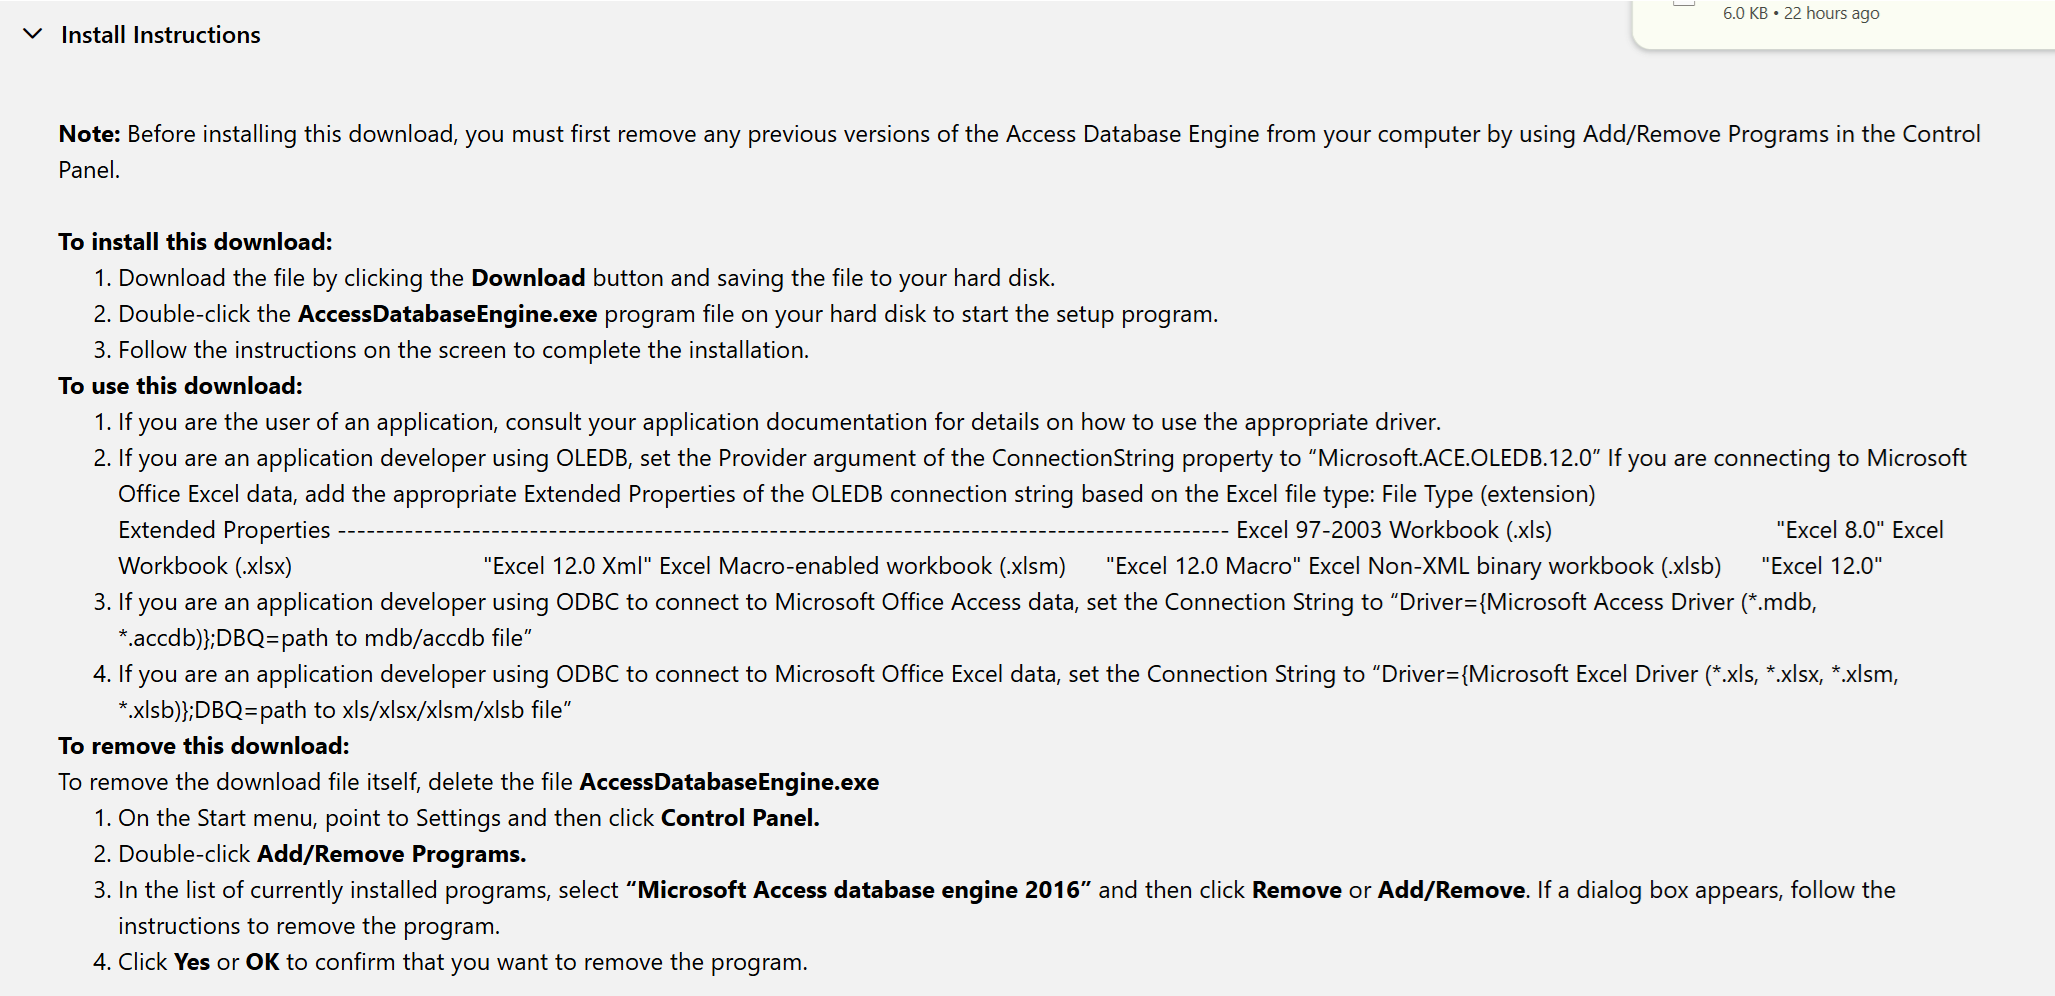 6.0 KB • 22 hours ago
Install Instructions
Note: Before installing this download, you must first remove any previous versions of the Access Database Engine from your computer by using Add/Remove Programs in the Control
Panel.
To install this download:
1. Download the file by clicking the Download button and saving the file to your hard disk.
2. Double-click the AccessDatabaseEngine.exe program file on your hard disk to start the setup program.
3. Follow the instructions on the screen to complete the installation.
To use this download:
1. If you are the user of an application, consult your application documentation for details on how to use the appropriate driver.
2. If you are an application developer using OLEDB, set the Provider argument of the ConnectionString property to “Microsoft.ACE.OLEDB.12.0” If you are connecting to Microsoft
Office Excel data, add the appropriate Extended Properties of the OLEDB connection string based on the Excel file type: File Type (extension)
Extended Properties --------------------------------------------------------------------------------------------- Excel 97-2003 Workbook (.xls) "Excel 8.0" Excel
Workbook (.xlsx) "Excel 12.0 Xml" Excel Macro-enabled workbook (.xlsm) "Excel 12.0 Macro" Excel Non-XML binary workbook (.xlsb) "Excel 12.0"
3. If you are an application developer using ODBC to connect to Microsoft Office Access data, set the Connection String to “Driver={Microsoft Access Driver (*.mdb,
*.accdb)};DBQ=path to mdb/accdb file”
4. If you are an application developer using ODBC to connect to Microsoft Office Excel data, set the Connection String to “Driver={Microsoft Excel Driver (*.xls, *.xlsx, *.xlsm,
*.xlsb)};DBQ=path to xls/xlsx/xlsm/xlsb file”
To remove this download:
To remove the download file itself, delete the file AccessDatabaseEngine.exe
1. On the Start menu, point to Settings and then click Control Panel.
2. Double-click Add/Remove Programs.
3. In the list of currently installed programs, select “Microsoft Access database engine 2016” and then click Remove or Add/Remove. If a dialog box appears, follow the
instructions to remove the program.
4. Click Yes or OK to confirm that you want to remove the program.